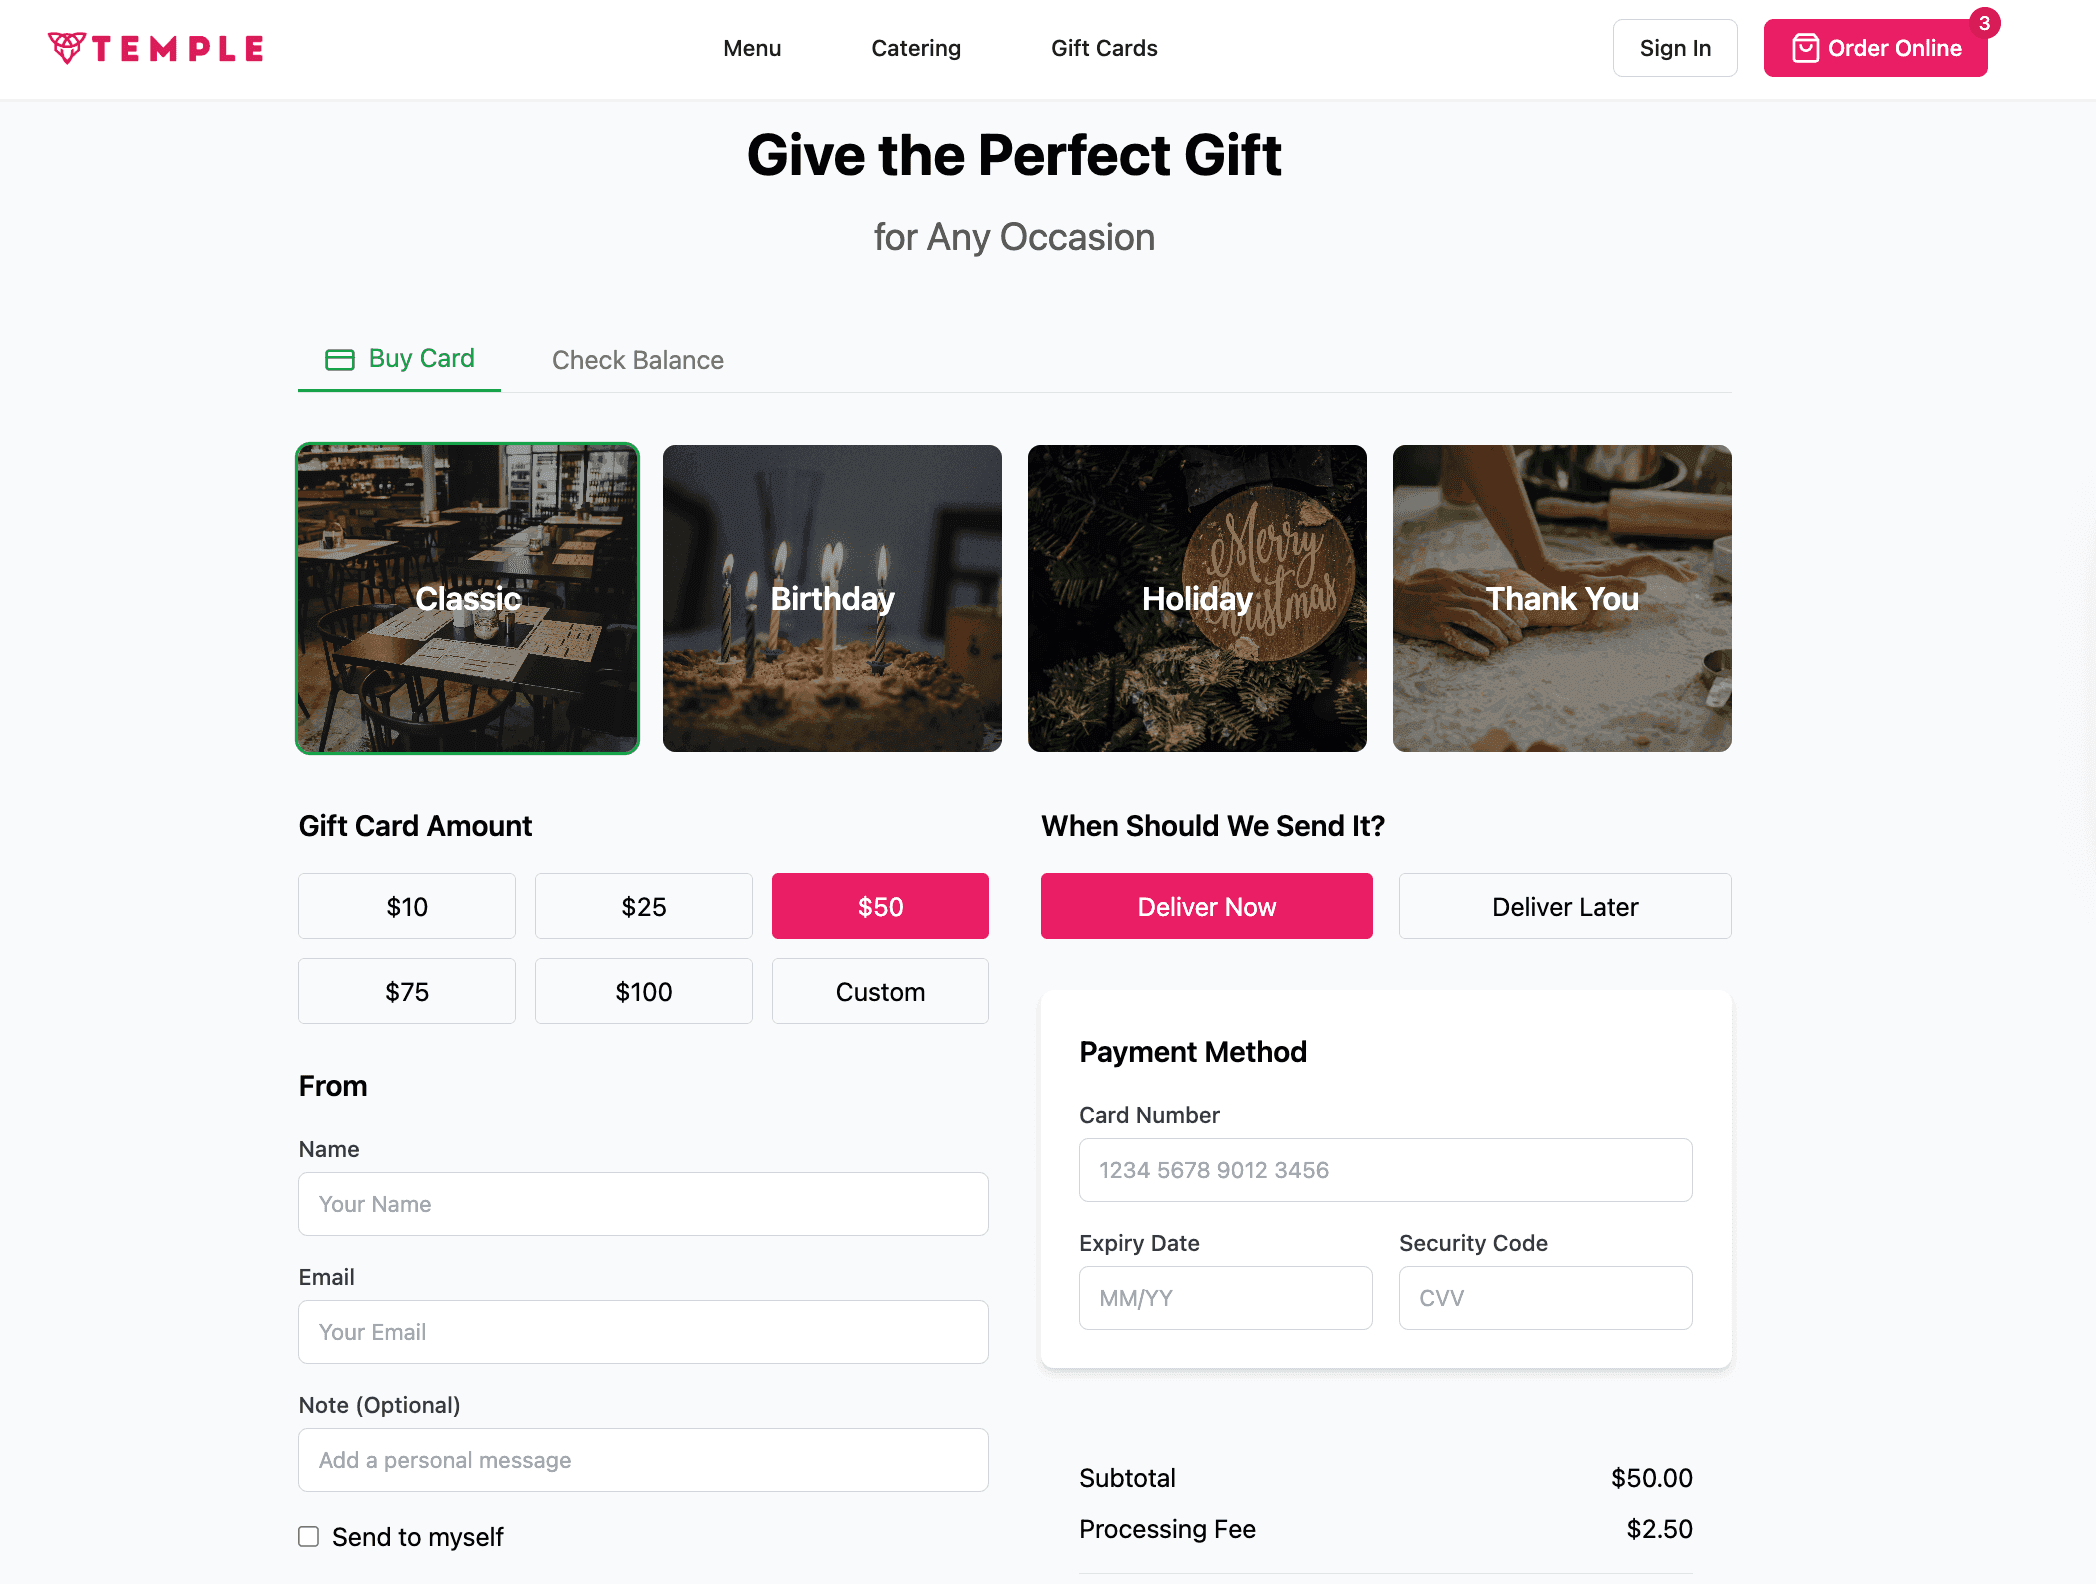 TEMPLE
Menu
Catering
Gift Cards
Sign In
Order Online
3
Give the Perfect Gift
for Any Occasion
Buy Card
Check Balance
Classic
Birthday
Merry
Christmas
Holiday
Thank You
Gift Card Amount
$10
$25
$50
$75
$100
Custom
From
Name
Your Name
Email
Your Email
Note (Optional)
Add a personal message
Send to myself
When Should We Send It?
Deliver Now
Deliver Later
Payment Method
Card Number
1234 5678 9012 3456
Expiry Date
Security Code
MM/YY
CVV
Subtotal
$50.00
Processing Fee
$2.50